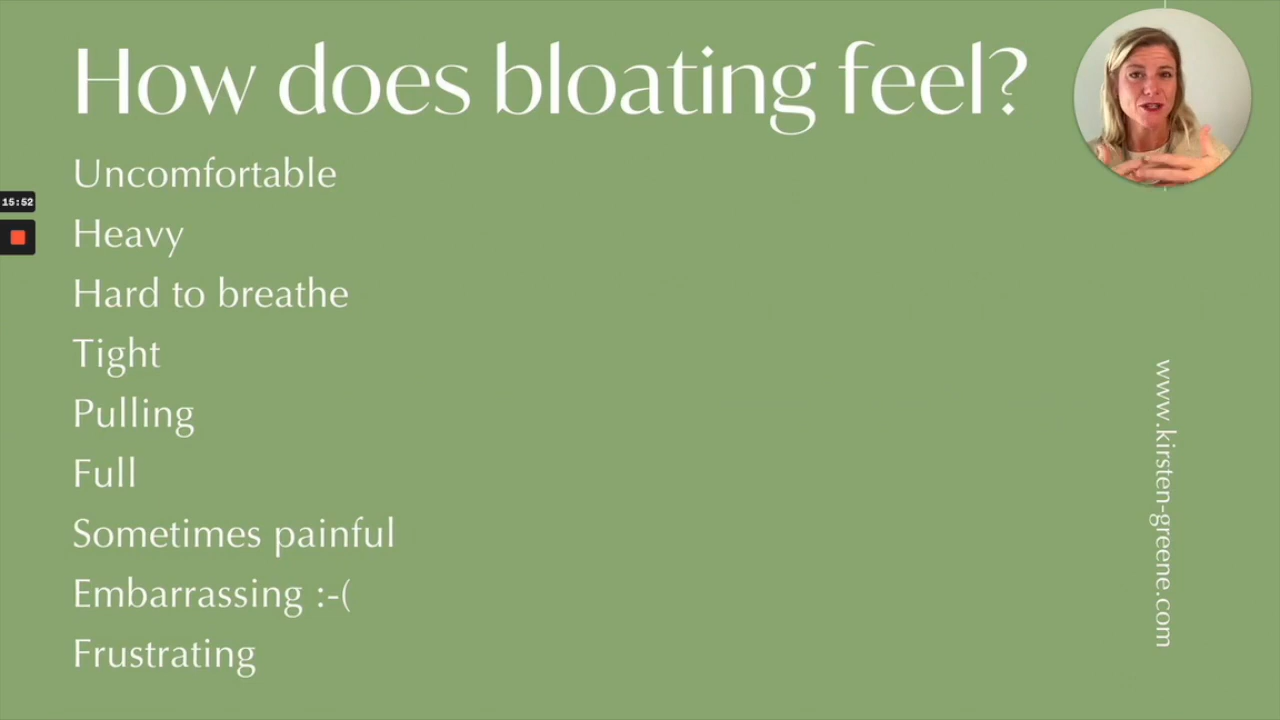 How does bloating feel?
Uncomfortable
15:52
Heavy
Hard to breathe
Tight
Pulling
Full
Sometimes painful
Embarrassing :-(
Frustrating
www.kirsten-greene.com